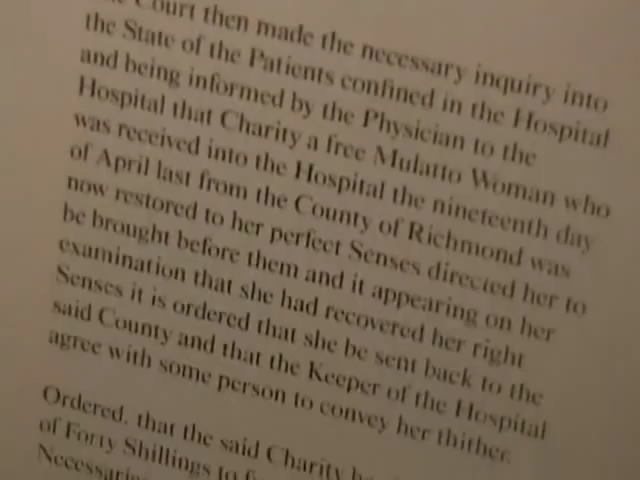 Court then made the necessary inquiry into
the State of the Patients confined in the Hospital
and being informed by the Physician to the
Hospital that Charity a free Mulatto Woman who
was received into the Hospital the nineteenth day
of April last from the County of Richmond was
now restored to her perfect Senses directed her to
be brought before them and it appearing on her
examination that she had recovered her right
Senses it is ordered that she be sent back to the
said County and that the Keeper of the Hospital
agree with some person to convey her thither.
Ordered, that the said Charity
of Forty Shillings to
Necessaries